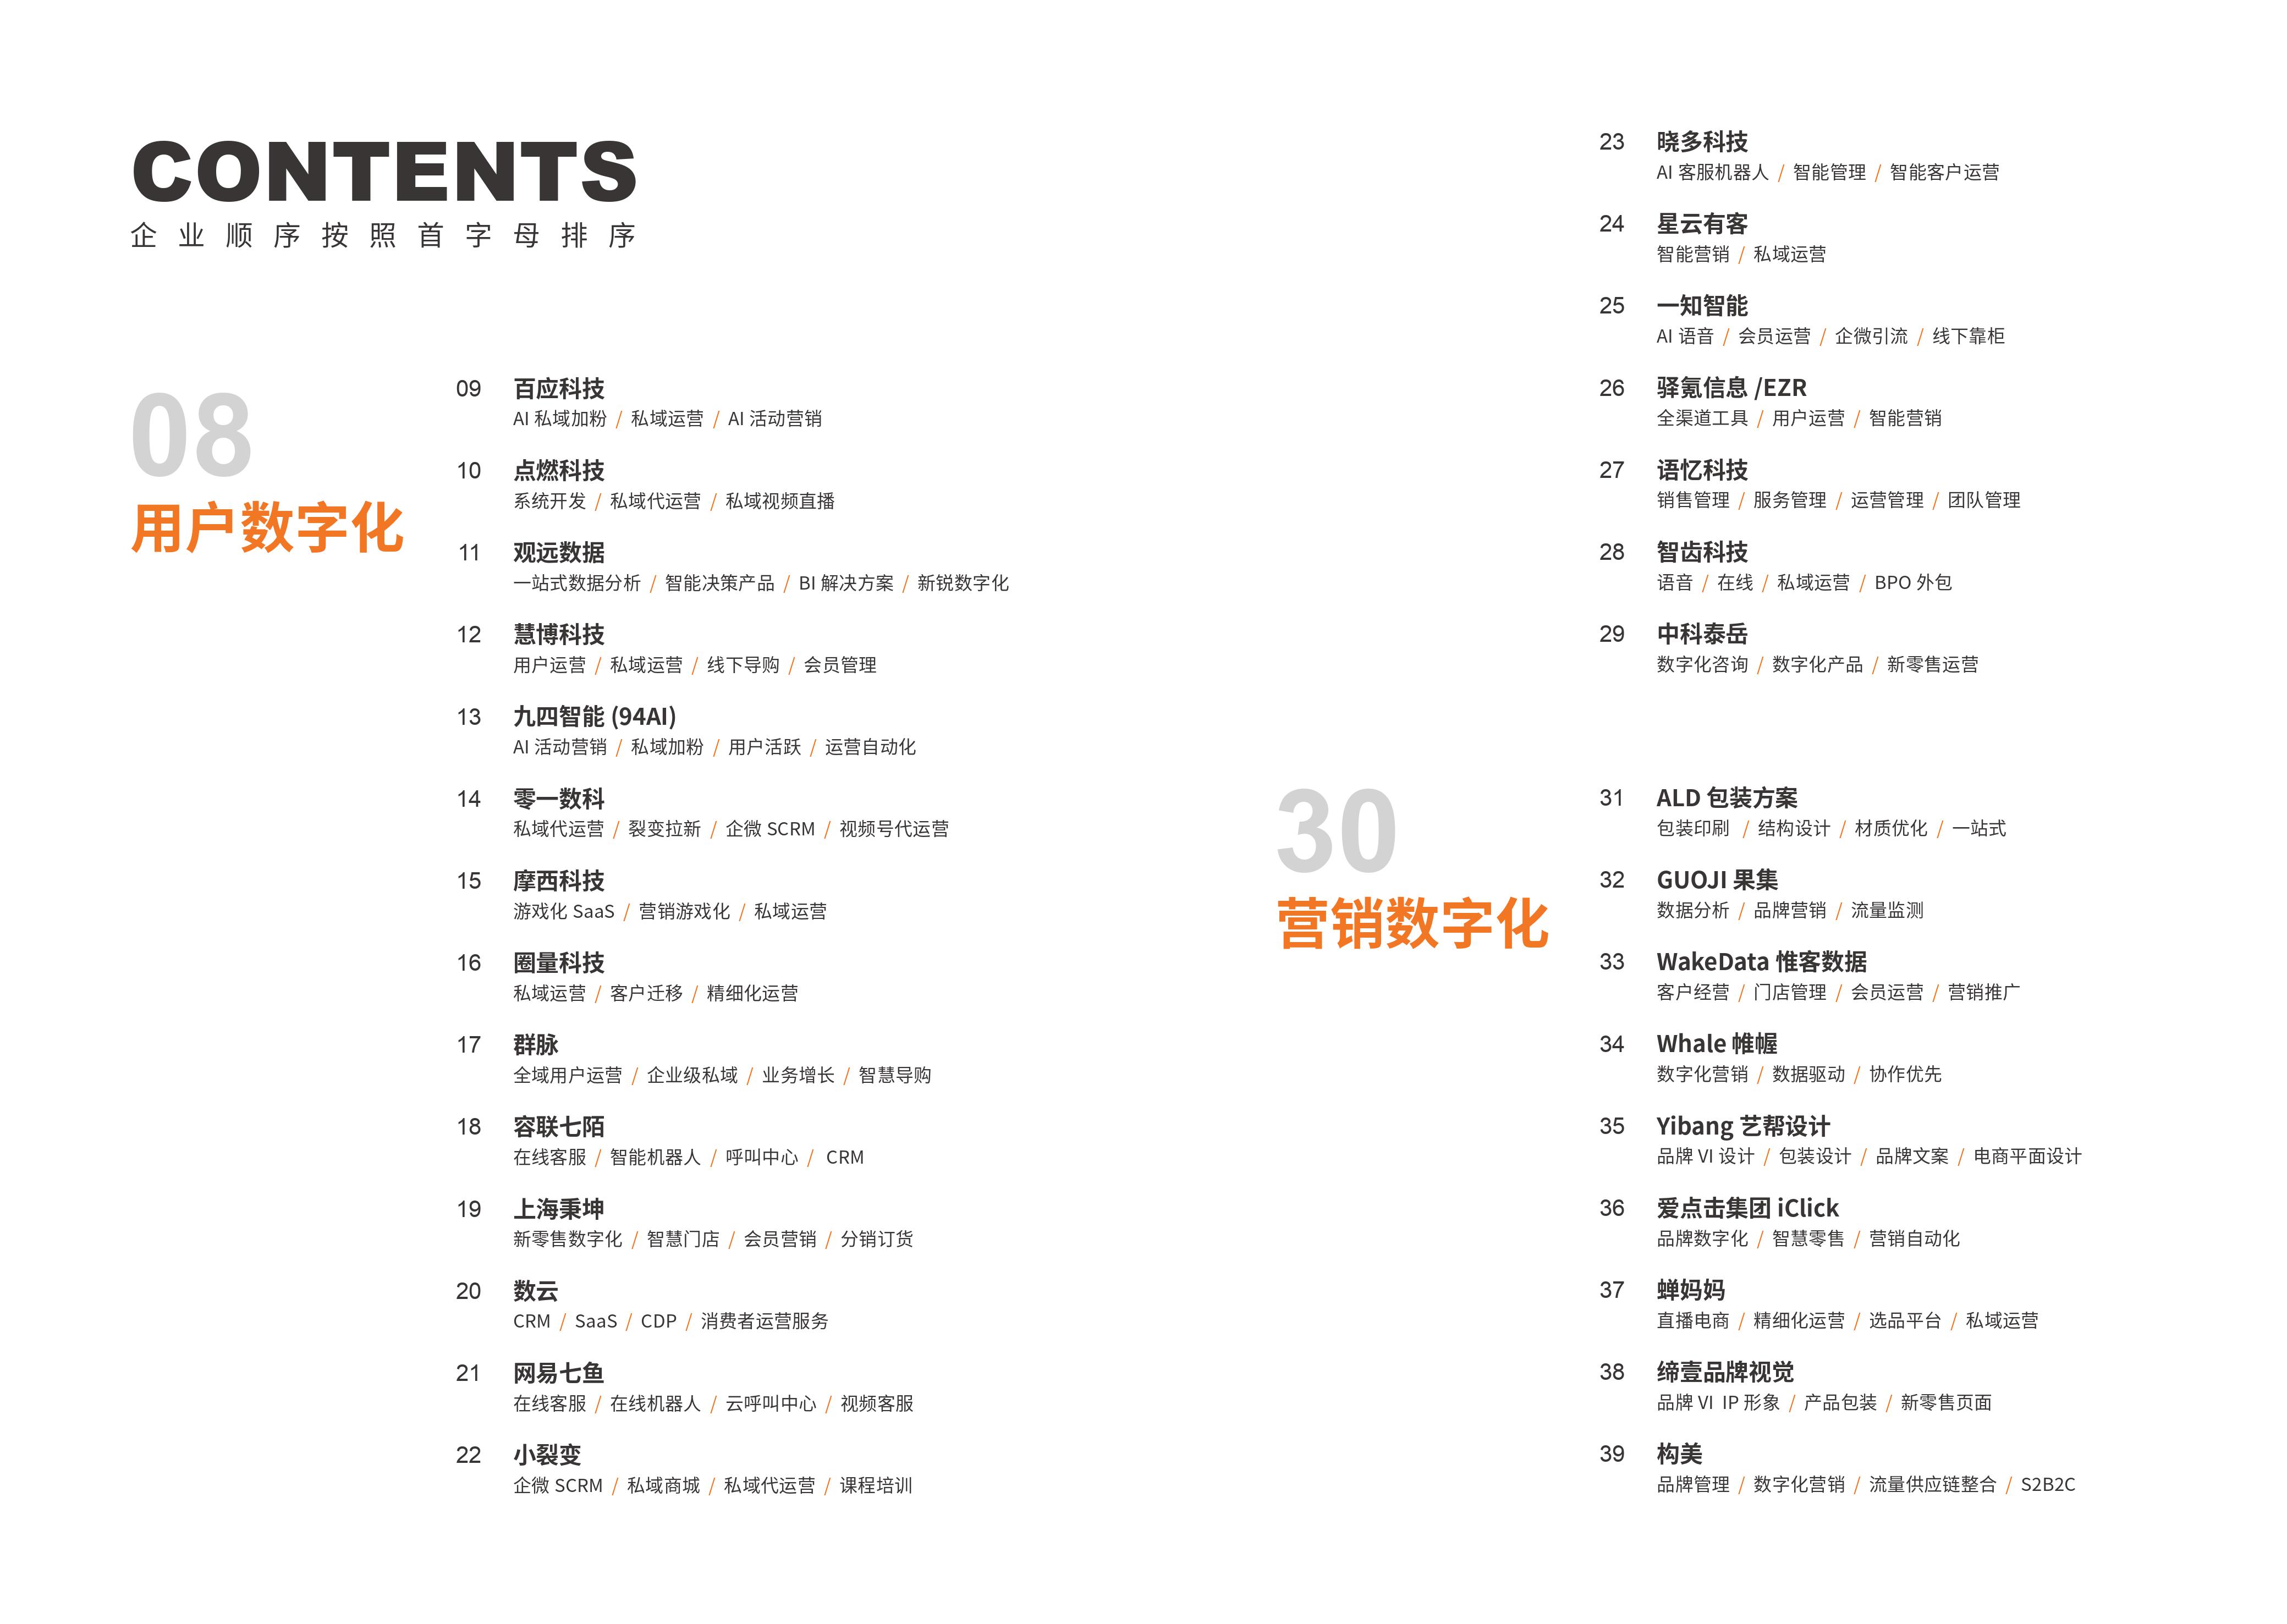 CONTENTS
企业顺序按照首字母排序
08
用户数字化
09 百应科技
AI 私域加粉 / 私域运营 / AI 活动营销
10 点燃科技
系统开发 / 私域代运营 / 私域视频直播
11 观远数据
一站式数据分析 / 智能决策产品 / BI 解决方案 / 新锐数字化
12 慧博科技
用户运营 / 私域运营 / 线下导购 / 会员管理
13 九四智能 (94AI)
AI 活动营销 / 私域加粉 / 用户活跃 / 运营自动化
14 零一数科
私域代运营 / 裂变拉新 / 企微 SCRM / 视频号代运营
15 摩西科技
游戏化 SaaS / 营销游戏化 / 私域运营
16 圈量科技
私域运营 / 客户迁移 / 精细化运营
17 群脉
全域用户运营 / 企业级私域 / 业务增长 / 智慧导购
18 容联七陌
在线客服 / 智能机器人 / 呼叫中心 / CRM
19 上海秉坤
新零售数字化 / 智慧门店 / 会员营销 / 分销订货
20 数云
CRM / SaaS / CDP / 消费者运营服务
21 网易七鱼
在线客服 / 在线机器人 / 云呼叫中心 / 视频客服
22 小裂变
企微 SCRM / 私域商城 / 私域代运营 / 课程培训
23 晓多科技
AI 客服机器人 / 智能管理 / 智能客户运营
24 星云有客
智能营销 / 私域运营
25 一知智能
AI 语音 / 会员运营 / 企微引流 / 线下靠柜
26 驿氪信息 /EZR
全渠道工具 / 用户运营 / 智能营销
27 语忆科技
销售管理 / 服务管理 / 运营管理 / 团队管理
28 智齿科技
语音 / 在线 / 私域运营 / BPO 外包
29 中科泰岳
数字化咨询 / 数字化产品 / 新零售运营
30
营销数字化
31 ALD 包装方案
包装印刷 / 结构设计 / 材质优化 / 一站式
32 GUOJI 果集
数据分析 / 品牌营销 / 流量监测
33 WakeData 惟客数据
客户经营 / 门店管理 / 会员运营 / 营销推广
34 Whale 帷幄
数字化营销 / 数据驱动 / 协作优先
35 Yibang 艺帮设计
品牌 VI 设计 / 包装设计 / 品牌文案 / 电商平面设计
36 爱点击集团 iClick
品牌数字化 / 智慧零售 / 营销自动化
37 蝉妈妈
直播电商 / 精细化运营 / 选品平台 / 私域运营
38 缔壹品牌视觉
品牌 VI IP 形象 / 产品包装 / 新零售页面
39 构美
品牌管理 / 数字化营销 / 流量供应链整合 / S2B2C